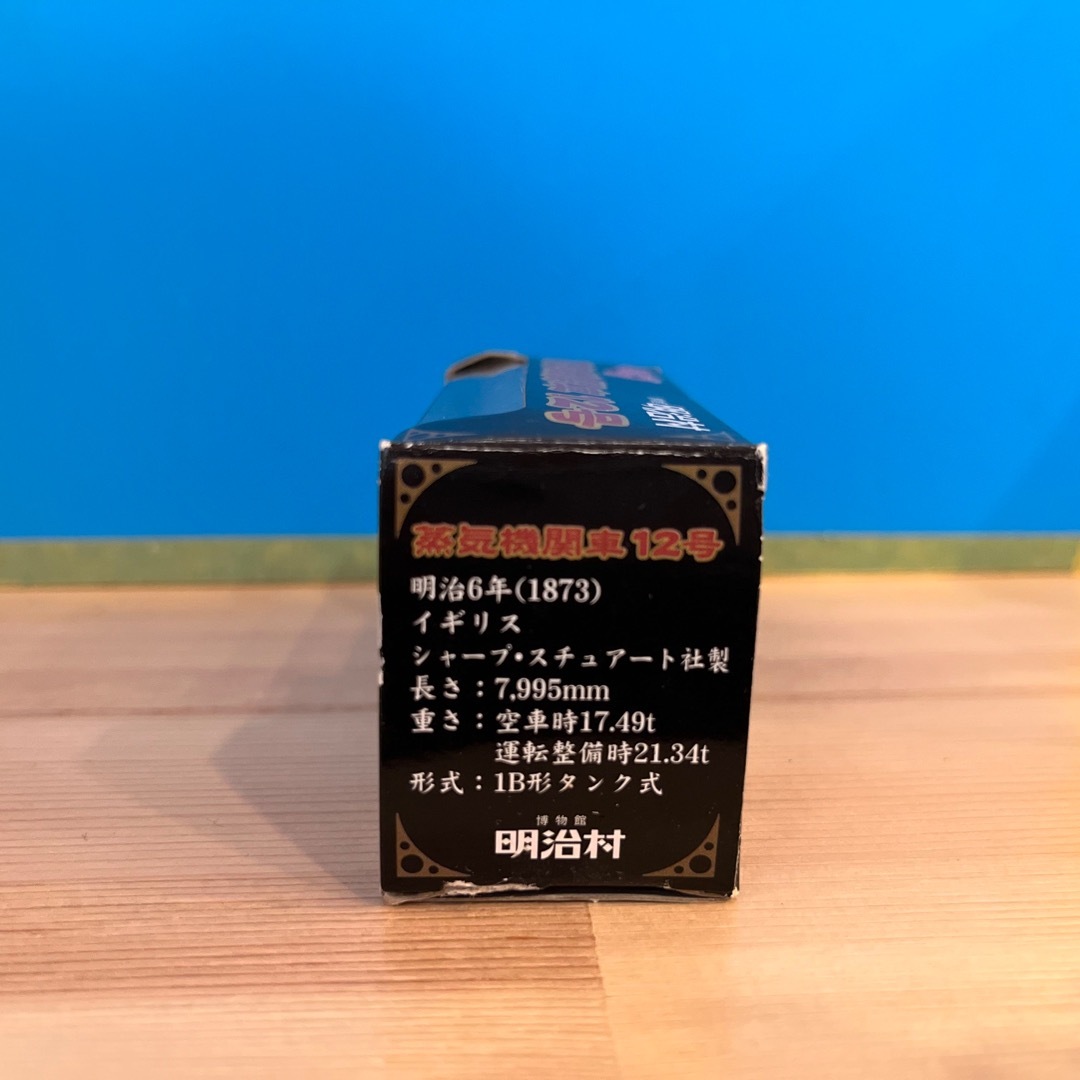 蒸気機関車12号
明治6年(1873)
イギリス
シャープ・スチュアート社製
長さ：7,995mm
重さ：空車時17.49t
運転整備時21.34t
形式：1B形タンク式
博物館
明治村